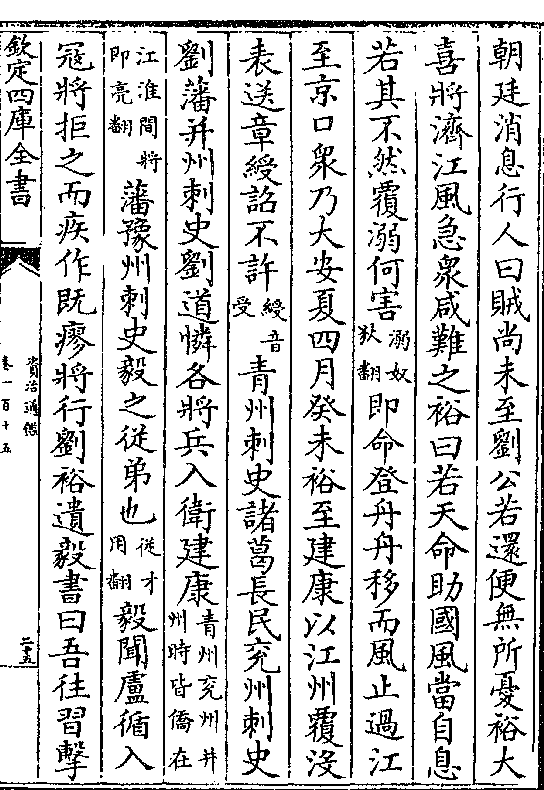 朝廷消息行人曰賊尚未至劉公若還便無所憂裕大
喜將濟江風急衆咸難之裕曰若天命助國風當自息
若其不然覆溺何害溺奴狄翻即命登舟舟移而風止過江
至京口衆乃大安夏四月癸未裕至建康以江州覆沒
表送章綬詔不許綬音受青州刺史諸葛長民兖州刺史
劉藩并州刺史劉道憐各將兵入衛建康青州兖州并州時皆僑在
江淮間將即亮翻藩豫州刺史毅之從弟也從才用翻毅聞盧循入
冦將拒之而疾作既瘳將行劉裕遺毅書曰吾往習擊
欽定四庫全書
資治通鑑
卷一百十五
二十五